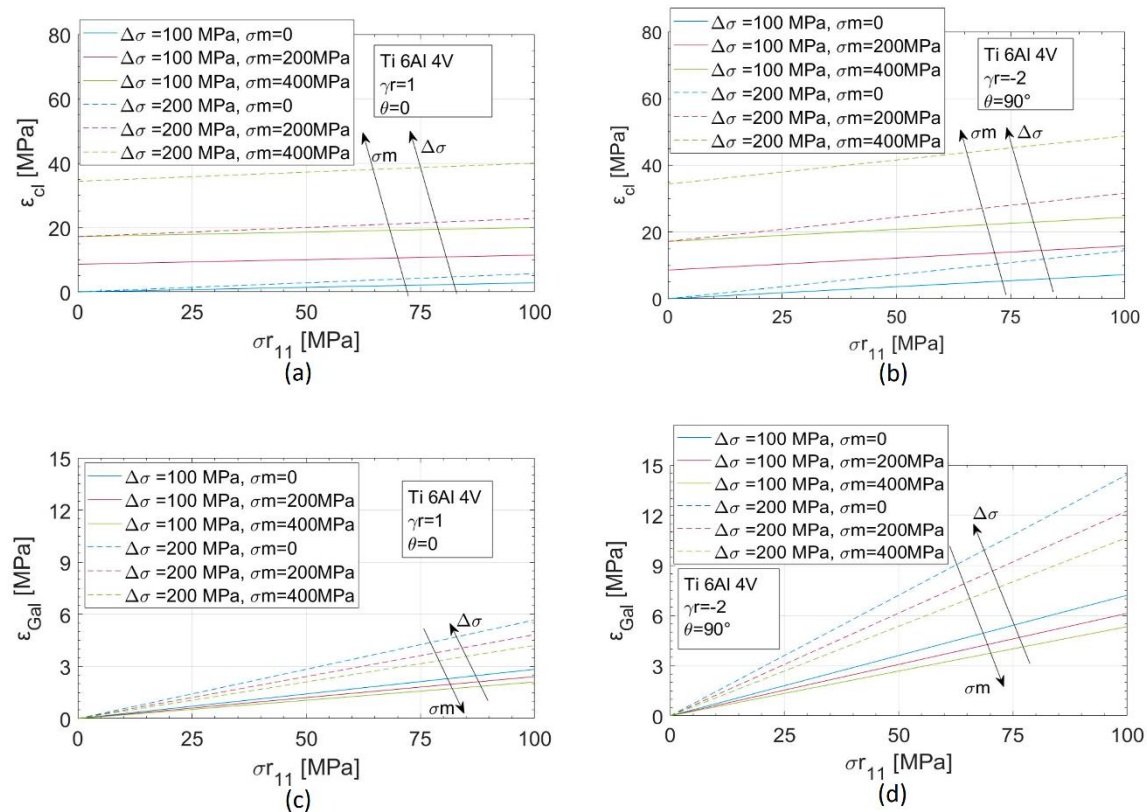 Δσ =100 MPa, σm=0
Δσ =100 MPa, σm=200MPa
Δσ =100 MPa, σm=400MPa
Δσ =200 MPa, σm=0
Δσ =200 MPa, σm=200MPa
Δσ =200 MPa, σm=400MPa
Ti 6Al 4V
γr=1
θ=0
σm
Δσ
80
60
40
20
0
ε_cl [MPa]
0 25 50 75 100
σr_11 [MPa]
(a)
Δσ =100 MPa, σm=0
Δσ =100 MPa, σm=200MPa
Δσ =100 MPa, σm=400MPa
Δσ =200 MPa, σm=0
Δσ =200 MPa, σm=200MPa
Δσ =200 MPa, σm=400MPa
Ti 6Al 4V
γr=-2
θ=90°
σm
Δσ
80
60
40
20
0
ε_cl [MPa]
0 25 50 75 100
σr_11 [MPa]
(b)
Δσ =100 MPa, σm=0
Δσ =100 MPa, σm=200MPa
Δσ =100 MPa, σm=400MPa
Δσ =200 MPa, σm=0
Δσ =200 MPa, σm=200MPa
Δσ =200 MPa, σm=400MPa
Ti 6Al 4V
γr=1
θ=0
Δσ
σm
15
12
9
6
3
0
ε_Gal [MPa]
0 25 50 75 100
σr_11 [MPa]
(c)
Δσ =100 MPa, σm=0
Δσ =100 MPa, σm=200MPa
Δσ =100 MPa, σm=400MPa
Δσ =200 MPa, σm=0
Δσ =200 MPa, σm=200MPa
Δσ =200 MPa, σm=400MPa
Δσ
Ti 6Al 4V
γr=-2
θ=90°
σm
15
12
9
6
3
0
ε_Gal [MPa]
0 25 50 75 100
σr_11 [MPa]
(d)